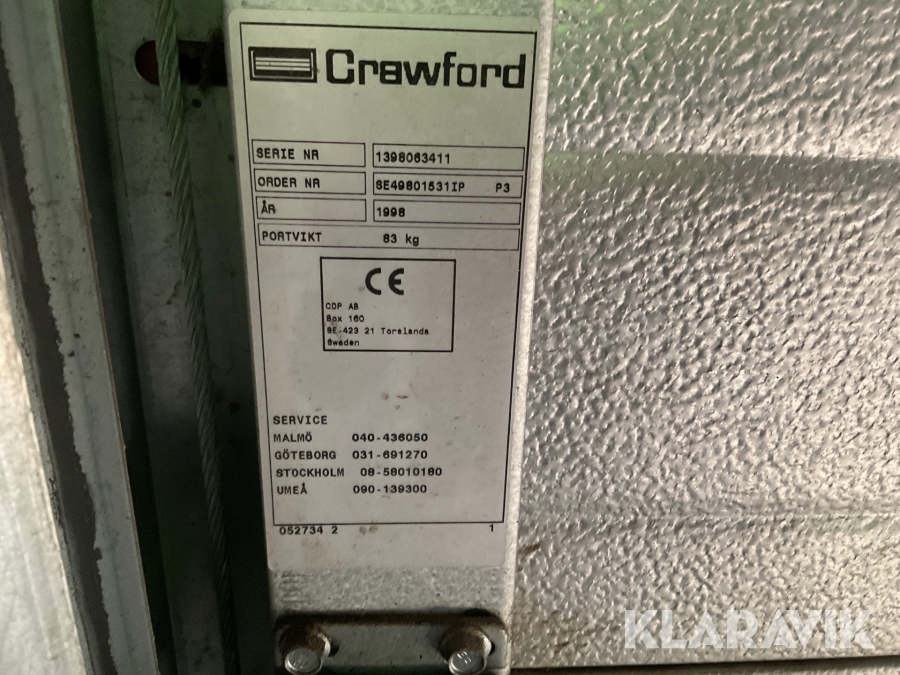 Crawford
SERIE NR 1398063411
ORDER NR SE49801531IP P3
ÅR 1998
PORTVIKT 83 kg
CE
CDP AB
Box 160
SE-423 21 Torslanda
Sweden
SERVICE
MALMÖ 040-436050
GÖTEBORG 031-691270
STOCKHOLM 08-58010180
UMEÅ 090-139300
052734 2 1
KLARAVIK